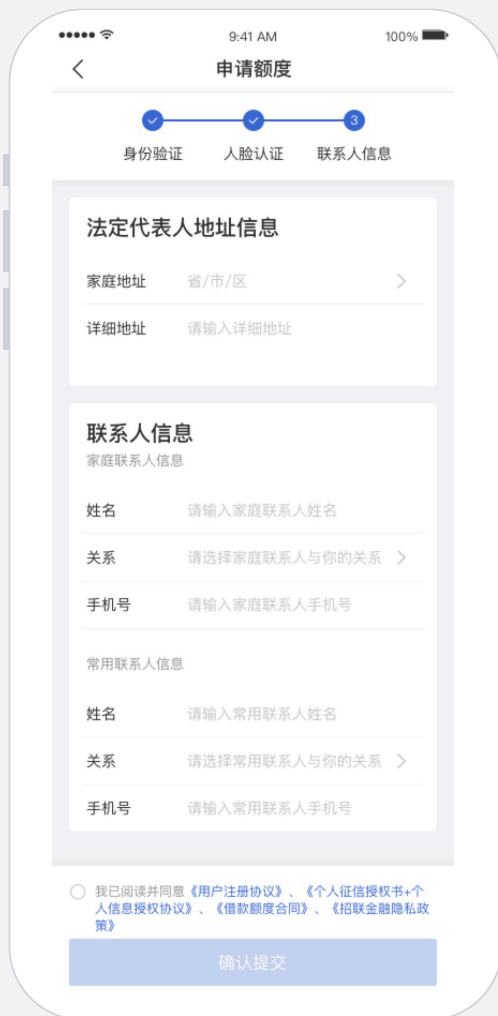 9:41 AM
100%
申请额度
3
身份验证
人脸认证
联系人信息
法定代表人地址信息
家庭地址 省/市/区
详细地址 请输入详细地址
联系人信息
家庭联系人信息
姓名 请输入家庭联系人姓名
关系 请选择家庭联系人与你的关系
手机号 请输入家庭联系人手机号
常用联系人信息
姓名 请输入常用联系人姓名
关系 请选择常用联系人与你的关系
手机号 请输入常用联系人手机号
我已阅读并同意《用户注册协议》、《个人征信授权书+个
人信息授权协议》、《借款额度合同》、《招联金融隐私政
策》
确认提交